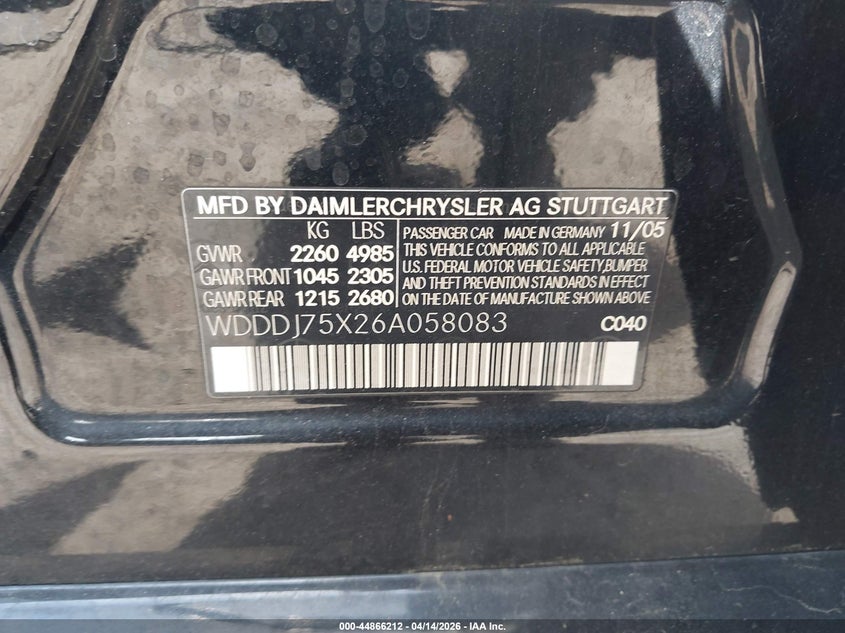 MFD BY DAIMLERCHRYSLER AG STUTTGART
KG LBS
GVWR 2260 4985
GAWR FRONT 1045 2305
GAWR REAR 1215 2680
PASSENGER CAR MADE IN GERMANY 11/05
THIS VEHICLE CONFORMS TO ALL APPLICABLE
U.S. FEDERAL MOTOR VEHICLE SAFETY,BUMPER
AND THEFT PREVENTION STANDARDS IN EFFECT
ON THE DATE OF MANUFACTURE SHOWN ABOVE
WDDDJ75X26A058083 C040
000-44866212 - 04/14/2026 - IAA Inc.